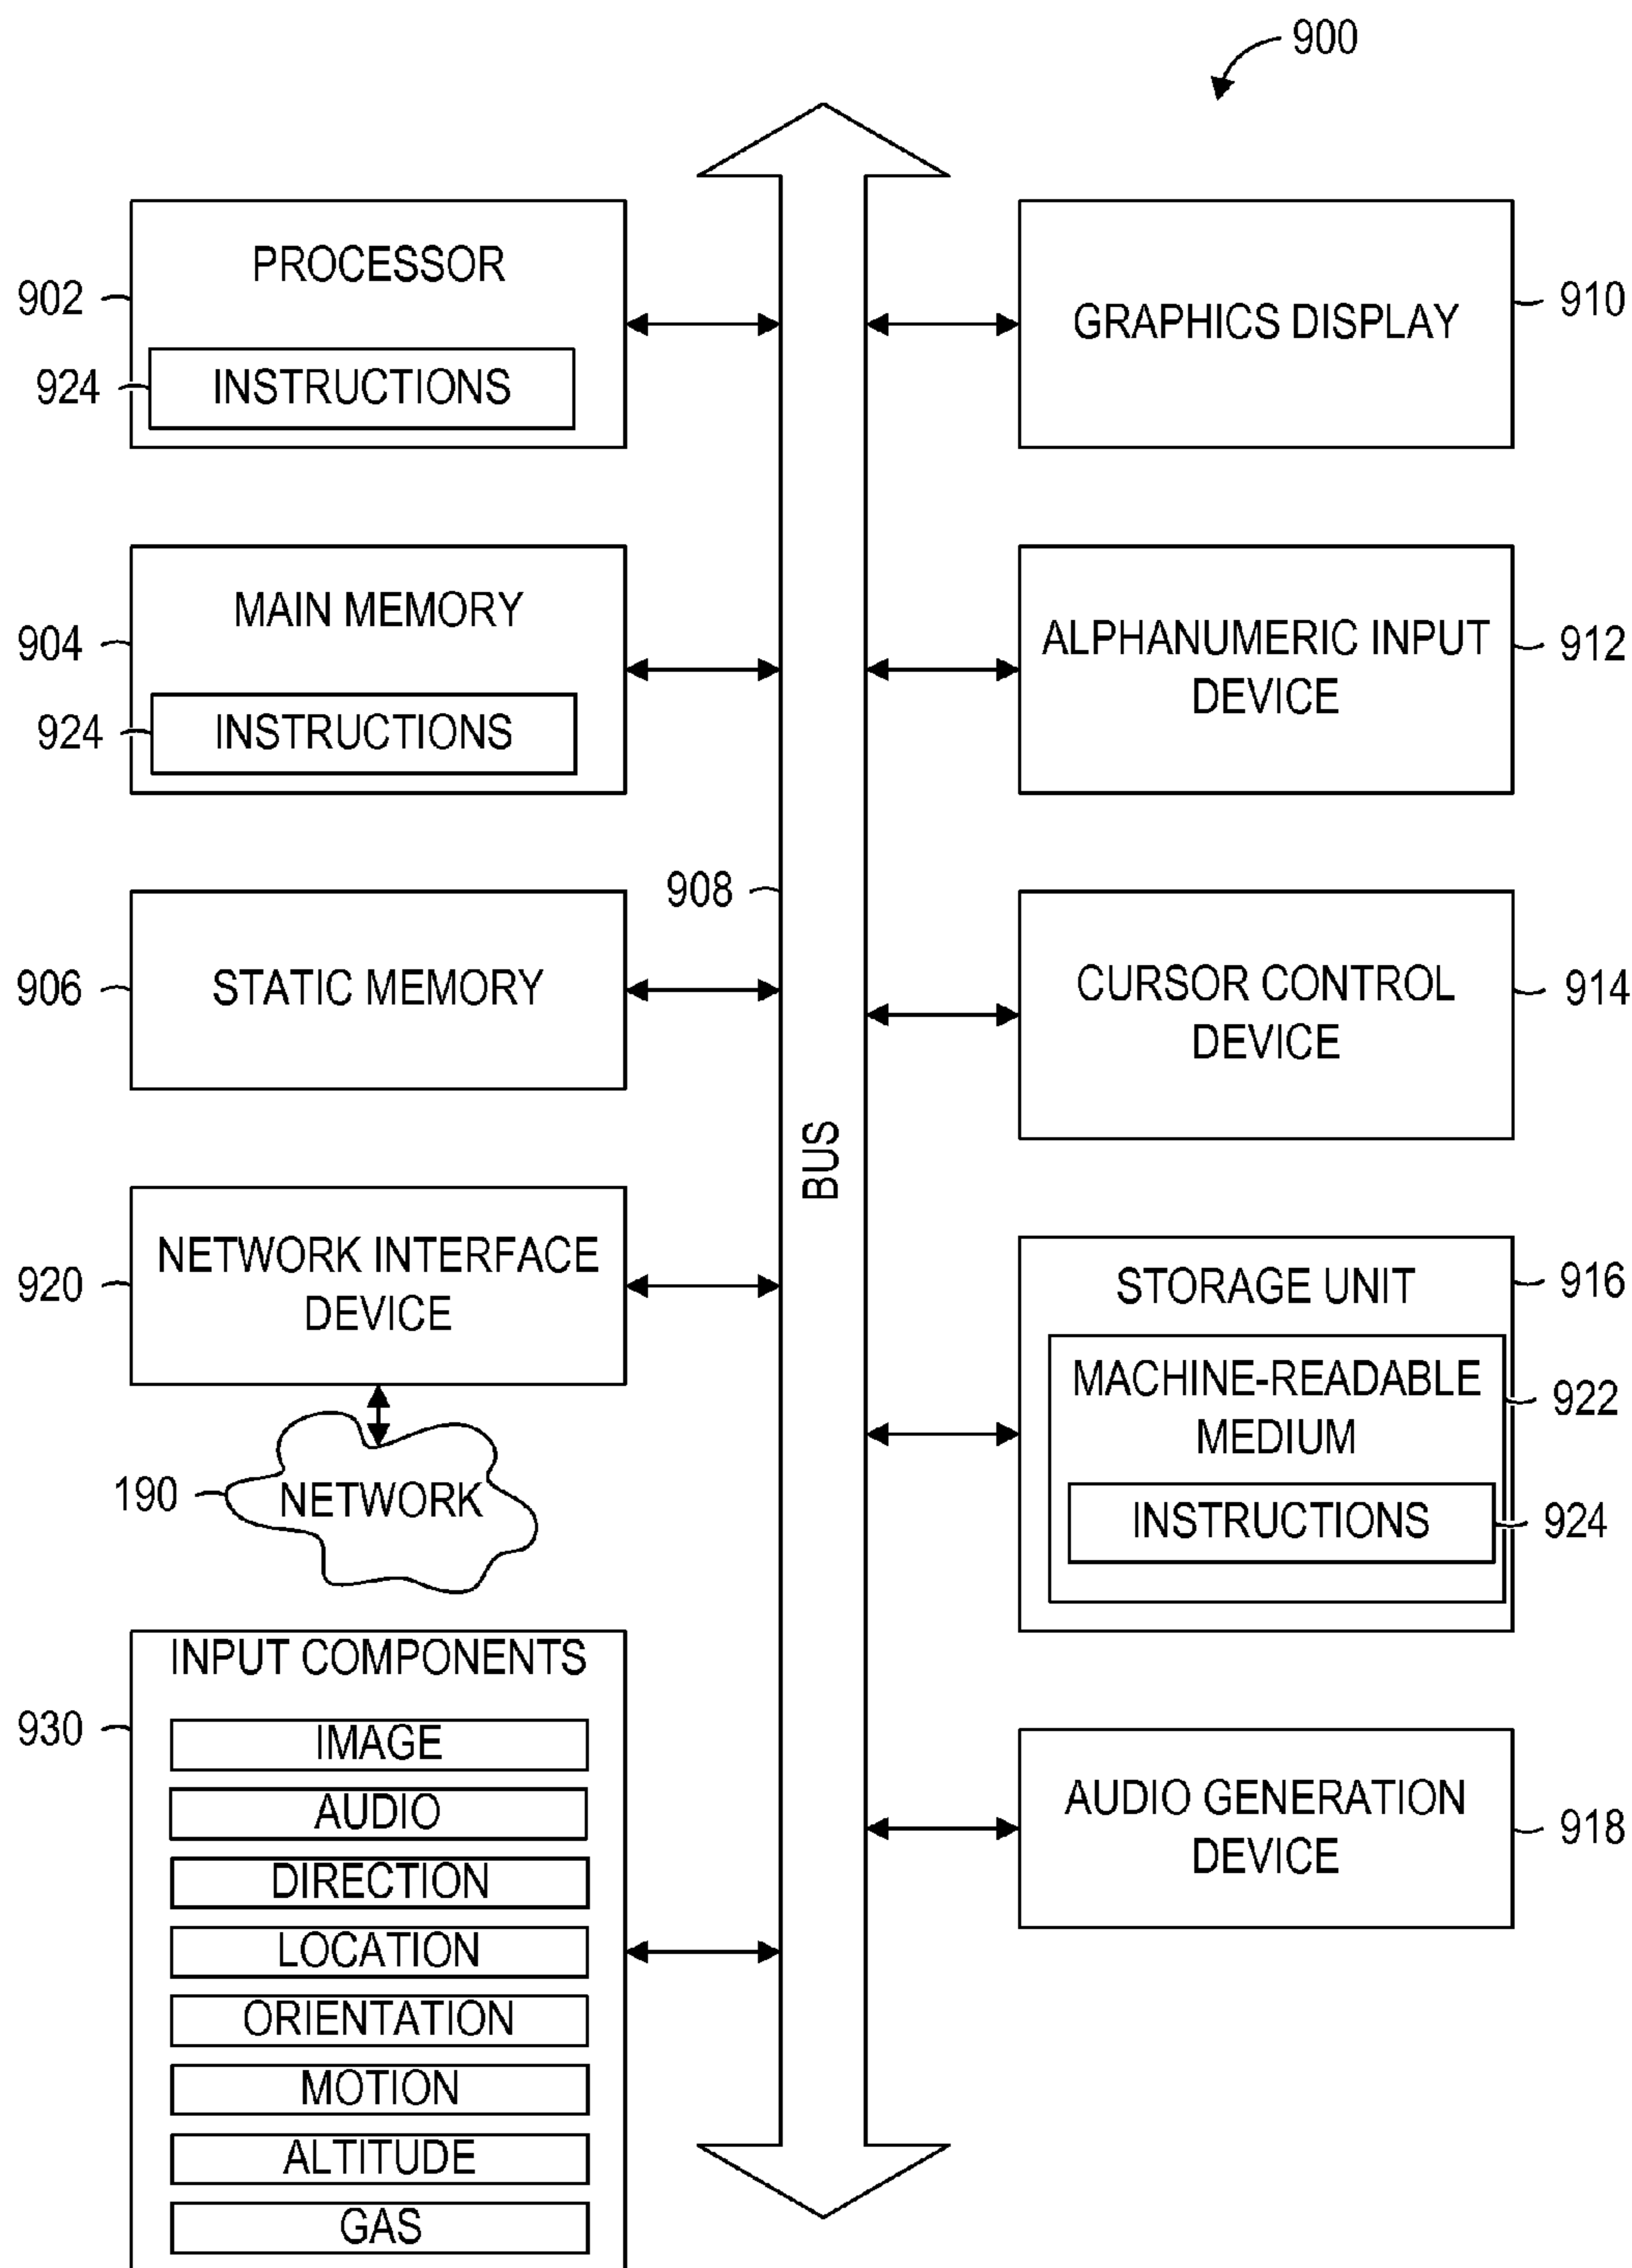 900
PROCESSOR
902
924
INSTRUCTIONS
MAIN MEMORY
904
924
INSTRUCTIONS
908
906
STATIC MEMORY
920
NETWORK INTERFACE
DEVICE
190
NETWORK
INPUT COMPONENTS
930
IMAGE
AUDIO
DIRECTION
LOCATION
ORIENTATION
MOTION
ALTITUDE
GAS
BUS
GRAPHICS DISPLAY
910
ALPHANUMERIC INPUT
DEVICE
912
CURSOR CONTROL
DEVICE
914
STORAGE UNIT
916
MACHINE-READABLE
MEDIUM
922
INSTRUCTIONS
924
AUDIO GENERATION
DEVICE
918